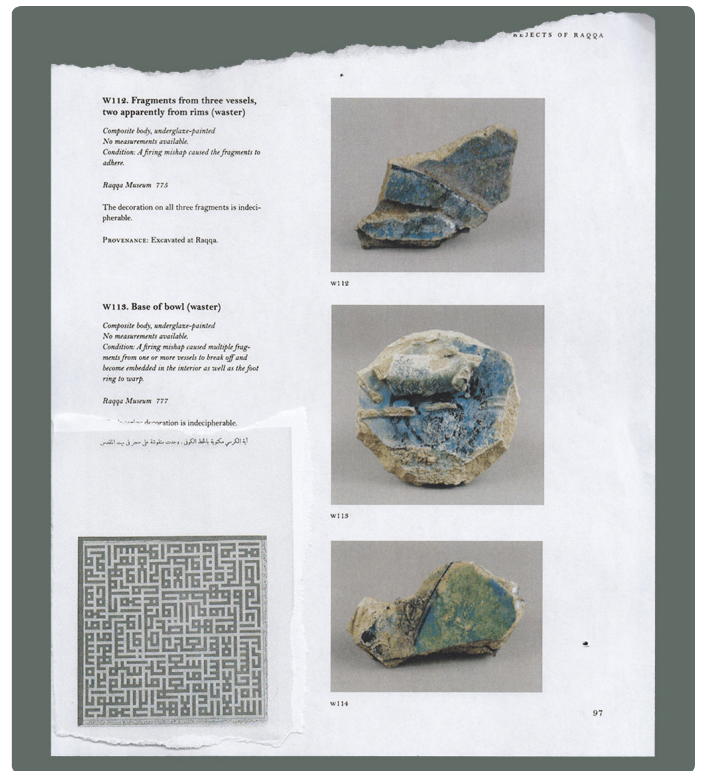 REJECTS OF RAQQA
W112. Fragments from three vessels,
two apparently from rims (waster)
Composite body, underglaze-painted
No measurements available.
Condition: A firing mishap caused the fragments to
adhere.
Raqqa Museum 775
The decoration on all three fragments is indeci-
pherable.
PROVENANCE: Excavated at Raqqa.
W112
W113. Base of bowl (waster)
Composite body, underglaze-painted
No measurements available.
Condition: A firing mishap caused multiple frag-
ments from one or more vessels to break off and
become embedded in the interior as well as the foot
ring to warp.
Raqqa Museum 777
decoration is indecipherable.
W113
آية الكرسي مكتوبة بالخط الكوفي . وجدت منقوشة على حجر في بيت المقدس
W114
97